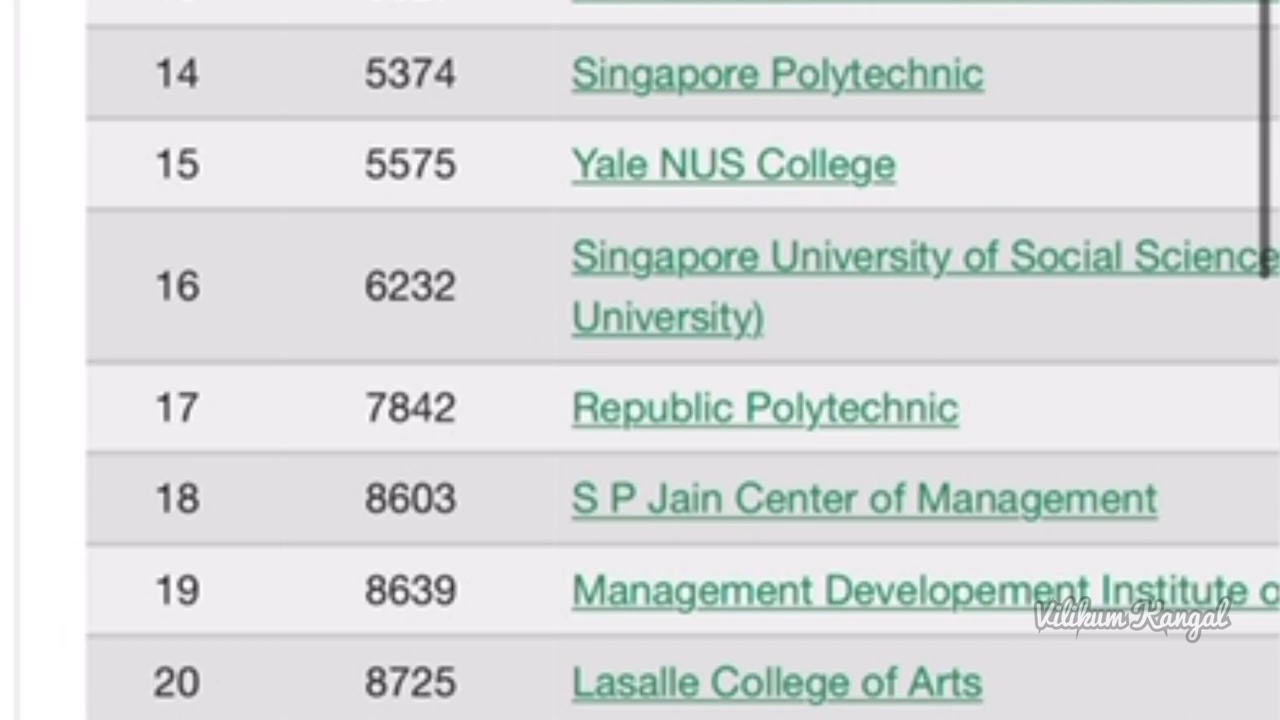 14 5374 Singapore Polytechnic
15 5575 Yale NUS College
16 6232 Singapore University of Social Science
University)
17 7842 Republic Polytechnic
18 8603 S P Jain Center of Management
19 8639 Management Developement Institute o
20 8725 Lasalle College of Arts
Vilikum Kangal